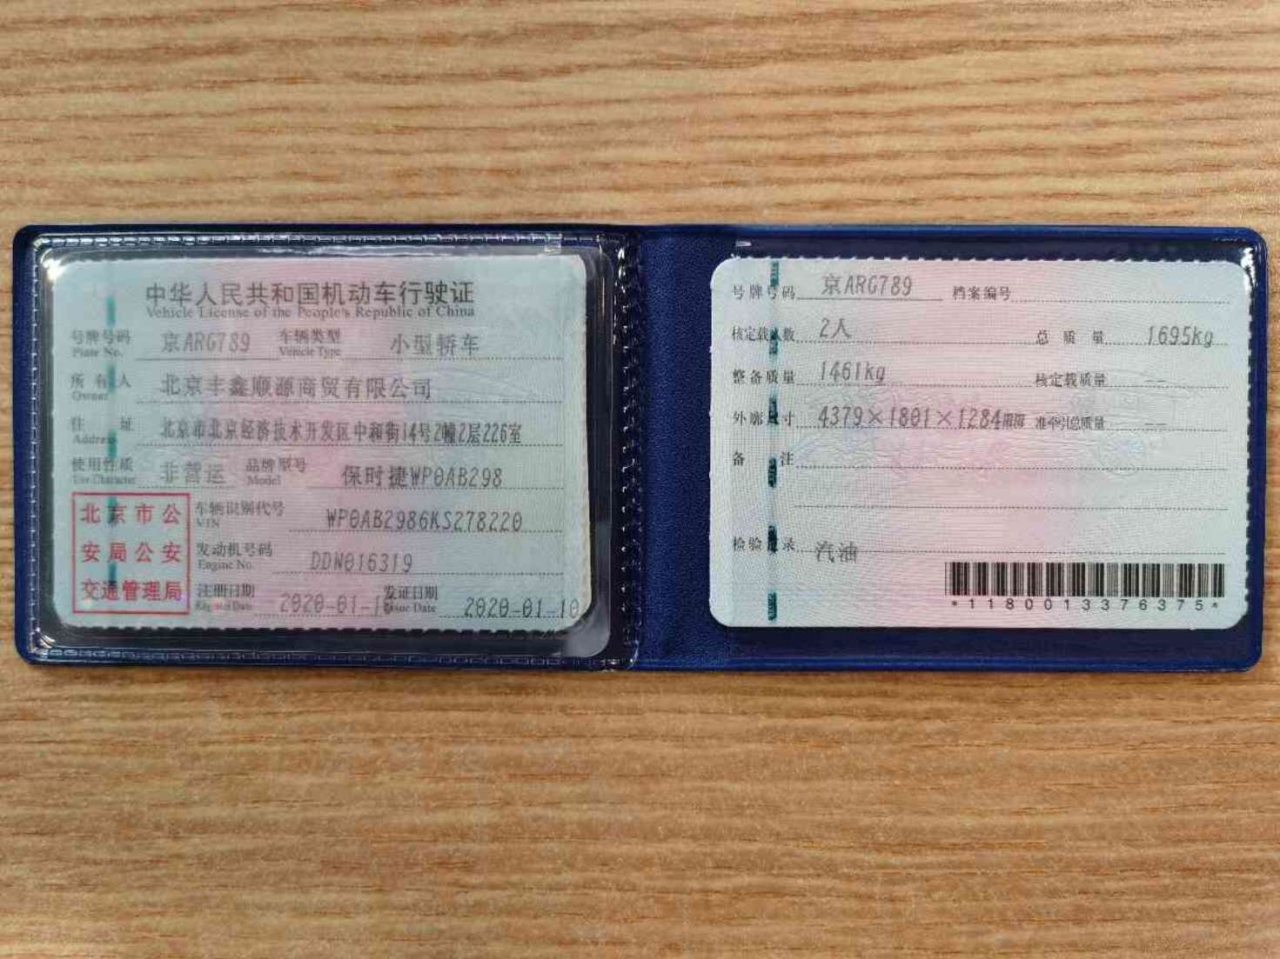 中华人民共和国机动车行驶证
Vehicle License of the People's Republic of China
号牌号码 京ARG789 车辆类型 小型轿车
Plate No. Vehicle Type
所有人 北京丰鑫顺源商贸有限公司
Owner
住址 北京市北京经济技术开发区中和街14号2幢2层226室
Address
使用性质 非营运 品牌型号 保时捷WP0AB298
Use Character Model
北京市公
安局公安
交通管理局
车辆识别代号 WP0AB2986KS278220
VIN
发动机号码 DDN016319
Engine No.
注册日期 2020-01-10 发证日期 2020-01-10
Register Date Issue Date
号牌号码 京ARG789 档案编号
核定载人数 2人 总质量 1695kg
整备质量 1461kg 核定载质量 --
外廓尺寸 4379×1801×1284 准牵引总质量 --
备注
检验记录 汽油
*1180013376375*